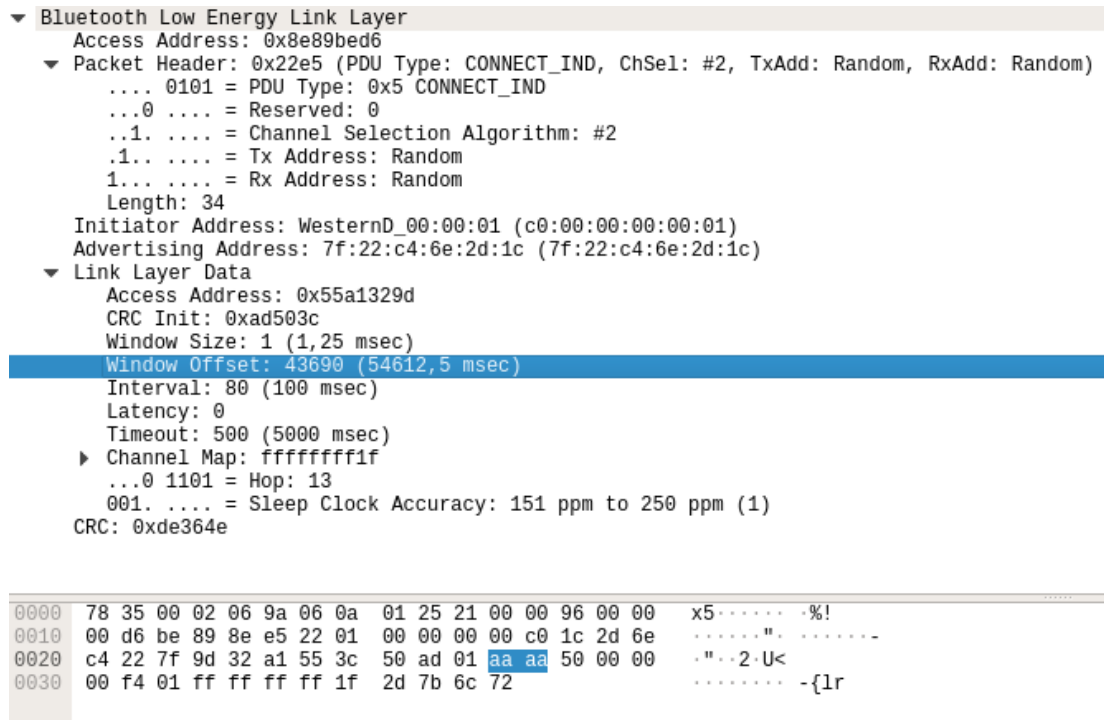 Bluetooth Low Energy Link Layer
Access Address: 0x8e89bed6
Packet Header: 0x22e5 (PDU Type: CONNECT_IND, ChSel: #2, TxAdd: Random, RxAdd: Random)
.... 0101 = PDU Type: 0x5 CONNECT_IND
...0 .... = Reserved: 0
..1. .... = Channel Selection Algorithm: #2
.1.. .... = Tx Address: Random
1... .... = Rx Address: Random
Length: 34
Initiator Address: WesternD_00:00:01 (c0:00:00:00:00:01)
Advertising Address: 7f:22:c4:6e:2d:1c (7f:22:c4:6e:2d:1c)
Link Layer Data
Access Address: 0x55a1329d
CRC Init: 0xad503c
Window Size: 1 (1,25 msec)
Window Offset: 43690 (54612,5 msec)
Interval: 80 (100 msec)
Latency: 0
Timeout: 500 (5000 msec)
Channel Map: ffffffff1f
...0 1101 = Hop: 13
001. .... = Sleep Clock Accuracy: 151 ppm to 250 ppm (1)
CRC: 0xde364e
0000 78 35 00 02 06 9a 06 0a 01 25 21 00 00 96 00 00 x5······ ·%!
0010 00 d6 be 89 8e e5 22 01 00 00 00 00 c0 1c 2d 6e ······"· ······-
0020 c4 22 7f 9d 32 a1 55 3c 50 ad 01 aa aa 50 00 00 ·"··2·U<
0030 00 f4 01 ff ff ff ff 1f 2d 7b 6c 72 ········ -{lr